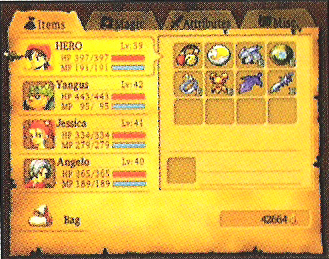 Items Magic Attributes Misc.
HERO Lv: 39
HP 397/397
MP 191/191
Yangus Lv: 42
HP 443/443
MP 95/ 95
Jessica Lv: 41
HP 334/334
MP 279/279
Angelo Lv: 40
HP 365/365
MP 189/189
Bag
42664